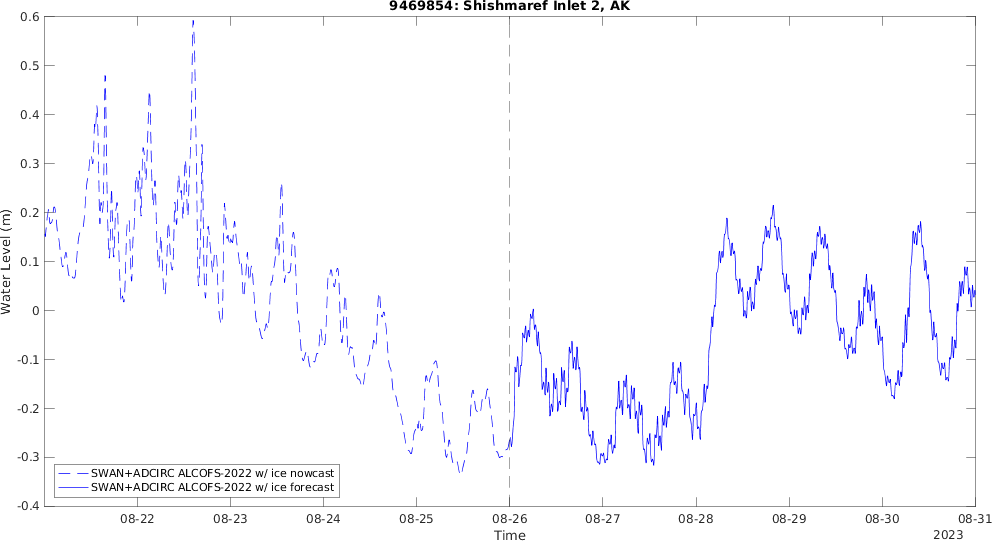 9469854: Shishmaref Inlet 2, AK
Water Level (m)
0.6
0.5
0.4
0.3
0.2
0.1
0
-0.1
-0.2
-0.3
-0.4
SWAN+ADCIRC ALCOFS-2022 w/ ice nowcast
SWAN+ADCIRC ALCOFS-2022 w/ ice forecast
08-22 08-23 08-24 08-25 08-26 08-27 08-28 08-29 08-30 08-31
Time
2023